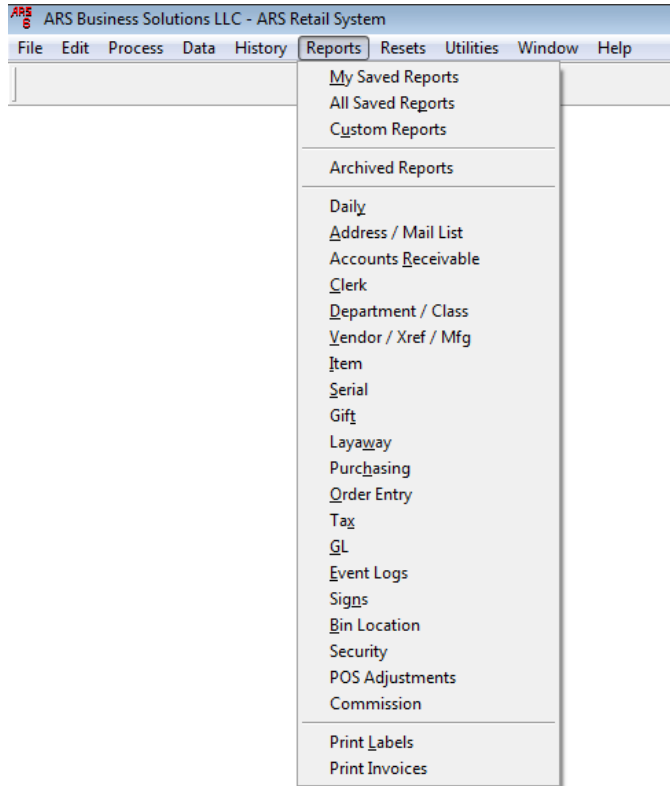 ARS 6 ARS Business Solutions LLC - ARS Retail System
File Edit Process Data History Reports Resets Utilities Window Help
My Saved Reports
All Saved Reports
Custom Reports
Archived Reports
Daily
Address / Mail List
Accounts Receivable
Clerk
Department / Class
Vendor / Xref / Mfg
Item
Serial
Gift
Layaway
Purchasing
Order Entry
Tax
GL
Event Logs
Signs
Bin Location
Security
POS Adjustments
Commission
Print Labels
Print Invoices